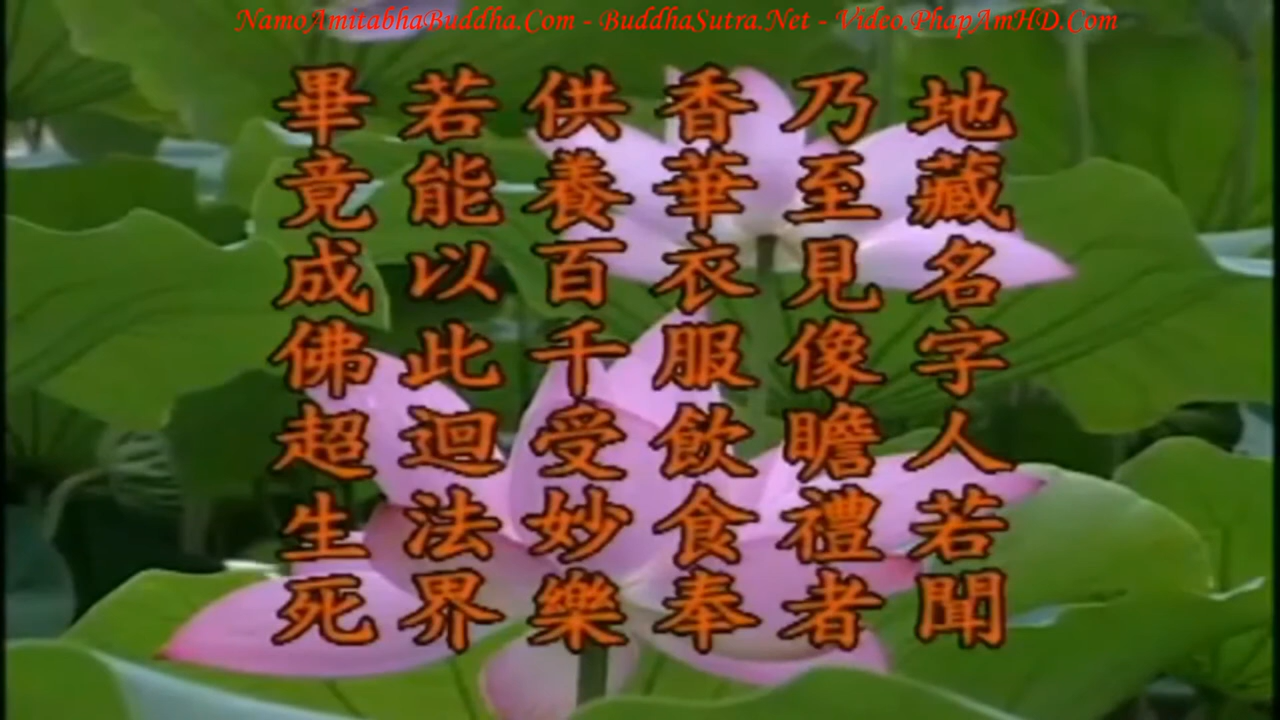 NamoAmitabhaBuddha.Com - BuddhaSutra.Net - Video.PhapAmHD.Com
地藏名字人若聞
乃至見像瞻禮者
香華衣服飲食奉
供養百千受妙樂
若能以此迴法界
畢竟成佛超生死